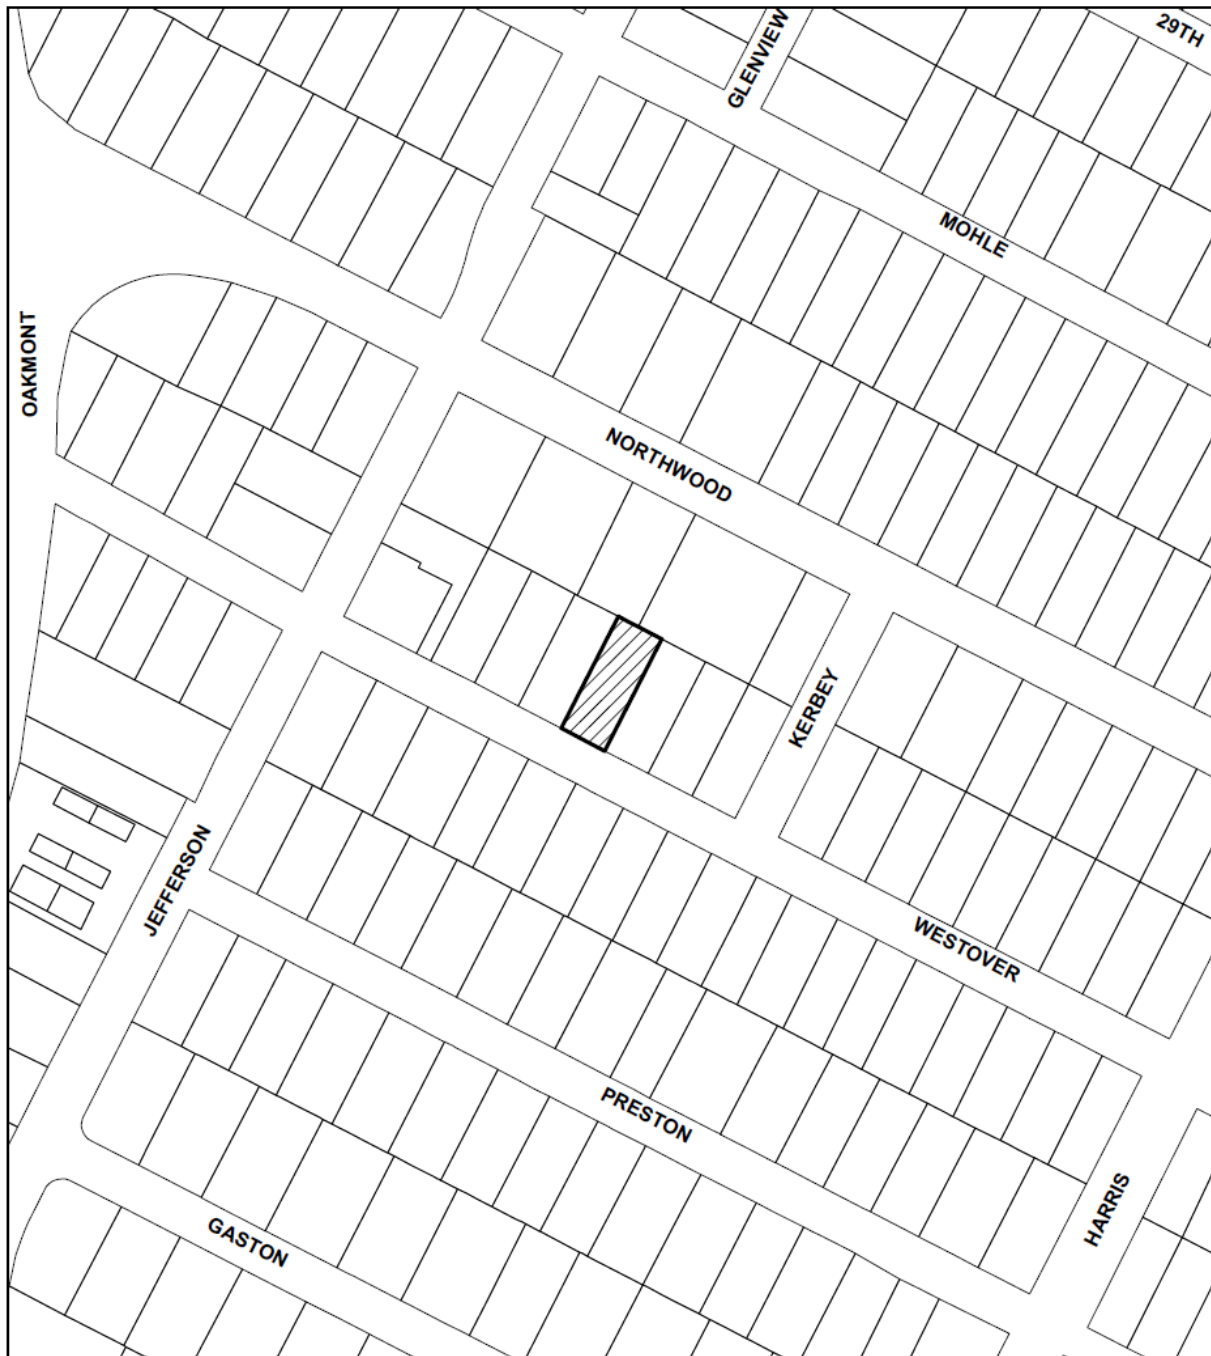 29TH
GLENVIEW
MOHLE
OAKMONT
NORTHWOOD
KERBEY
JEFFERSON
WESTOVER
PRESTON
HARRIS
GASTON